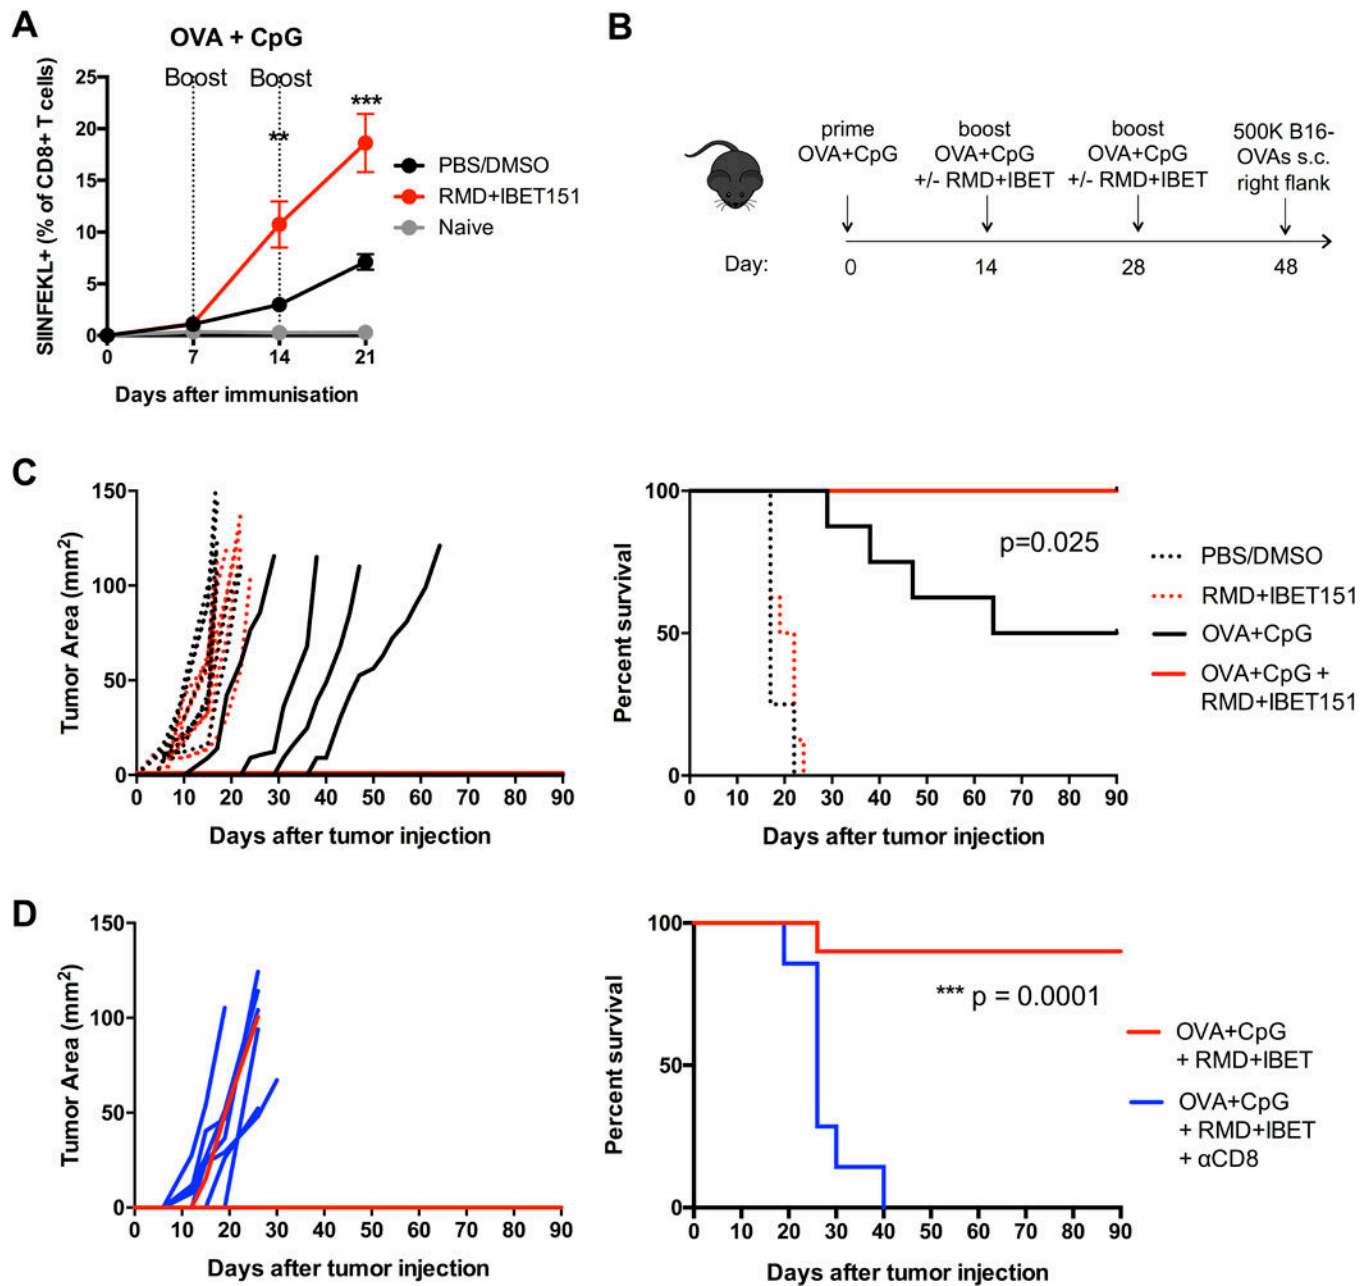 A
OVA + CpG
Boost Boost
SIINFEKL+ (% of CD8+ T cells)
25
20
15
10
5
0
**
***
0 7 14 21
Days after immunisation
PBS/DMSO
RMD+IBET151
Naive
B
prime
OVA+CpG
boost
OVA+CpG
+/- RMD+IBET
boost
OVA+CpG
+/- RMD+IBET
500K B16-
OVAs s.c.
right flank
Day: 0 14 28 48
C
Tumor Area (mm²)
150
100
50
0
0 10 20 30 40 50 60 70 80 90
Days after tumor injection
Percent survival
100
50
0
p=0.025
0 10 20 30 40 50 60 70 80 90
Days after tumor injection
PBS/DMSO
RMD+IBET151
OVA+CpG
OVA+CpG +
RMD+IBET151
D
Tumor Area (mm²)
150
100
50
0
0 10 20 30 40 50 60 70 80 90
Days after tumor injection
Percent survival
100
50
0
*** p = 0.0001
0 10 20 30 40 50 60 70 80 90
Days after tumor injection
OVA+CpG
+ RMD+IBET
OVA+CpG
+ RMD+IBET
+ αCD8